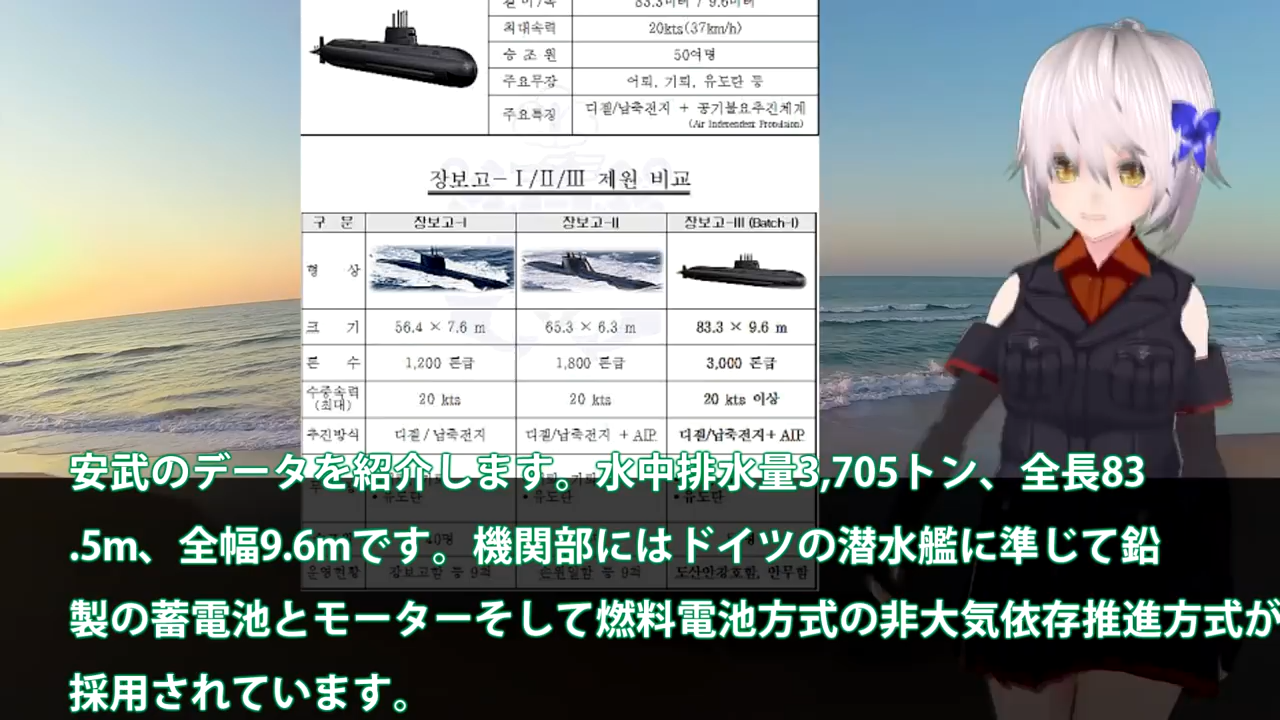 83.3미터 / 9.6미터
최대속력 20kts(37km/h)
승 조 원 50여명
주요무장 어뢰, 기뢰, 유도탄 등
주요특징 디젤/납축전지 + 공기불요추진체계
(Air Independent Propulsion)
장보고-Ⅰ/Ⅱ/Ⅲ 제원 비교
구 분 장보고-Ⅰ 장보고-Ⅱ 장보고-Ⅲ (Batch-Ⅰ)
형 상
크 기 56.4 × 7.6 m 65.3 × 6.3 m 83.3 × 9.6 m
톤 수 1,200 톤급 1,800 톤급 3,000 톤급
수중속력 (최대) 20 kts 20 kts 20 kts 이상
추진방식 디젤/납축전지 디젤/납축전지 + AIP 디젤/납축전지+ AIP
• 유도탄 • 유도탄 • 유도탄
운영현황 장보고함 등 9척 손원일함 등 9척 도산안창호함, 안무함
安武のデータを紹介します。水中排水量3,705トン、全長83
.5m、全幅9.6mです。機関部にはドイツの潜水艦に準じて鉛
製の蓄電池とモーターそして燃料電池方式の非大気依存推進方式が
採用されています。